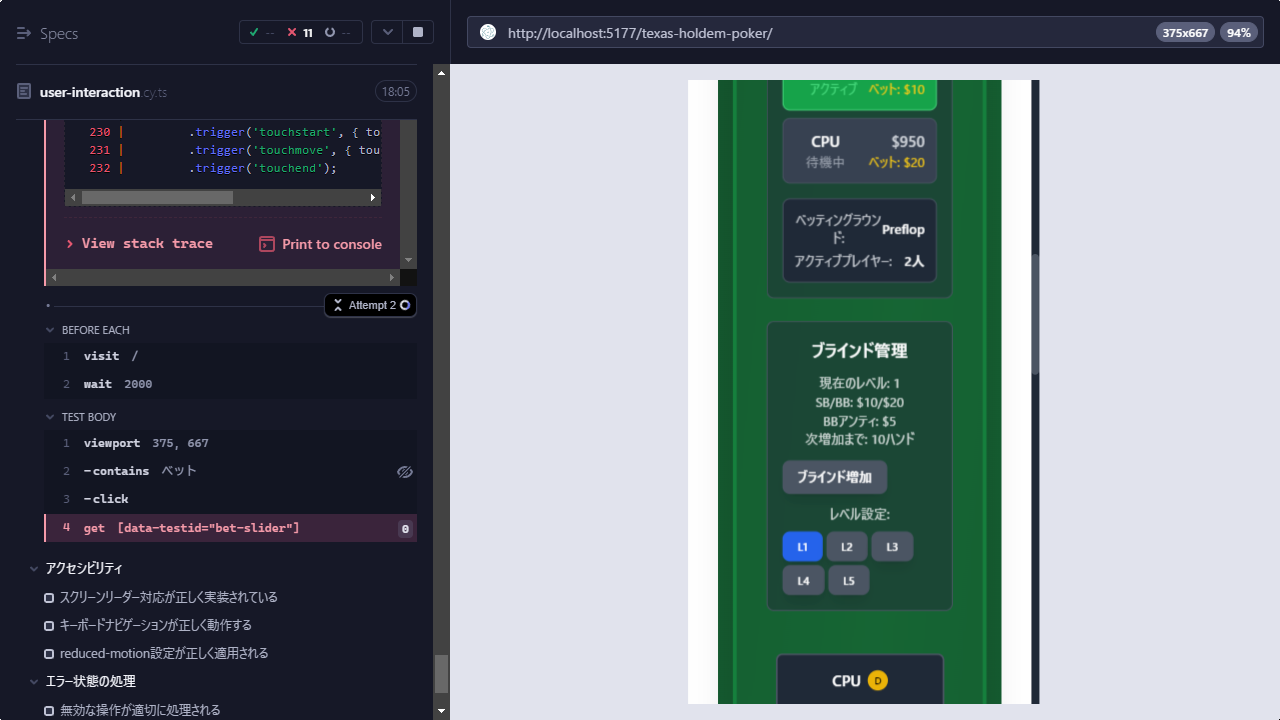 Specs
✓ --
✕ 11
--
http://localhost:5177/texas-holdem-poker/
375x667
94%
user-interaction.cy.ts
18:05
230 | .trigger('touchstart', { to
231 | .trigger('touchmove', { tou
232 | .trigger('touchend');
View stack trace
Print to console
Attempt 2
BEFORE EACH
1 visit /
2 wait 2000
TEST BODY
1 viewport 375, 667
2 -contains ベット
3 -click
4 get [data-testid="bet-slider"] 0
アクセシビリティ
スクリーンリーダー対応が正しく実装されている
キーボードナビゲーションが正しく動作する
reduced-motion設定が正しく適用される
エラー状態の処理
無効な操作が適切に処理される
アクティブ ベット: $10
CPU $950
待機中 ベット: $20
ベッティングラウン
ド: Preflop
アクティブプレイヤー: 2人
ブラインド管理
現在のレベル: 1
SB/BB: $10/$20
BBアンティ: $5
次増加まで: 10ハンド
ブラインド増加
レベル設定:
L1 L2 L3
L4 L5
CPU D